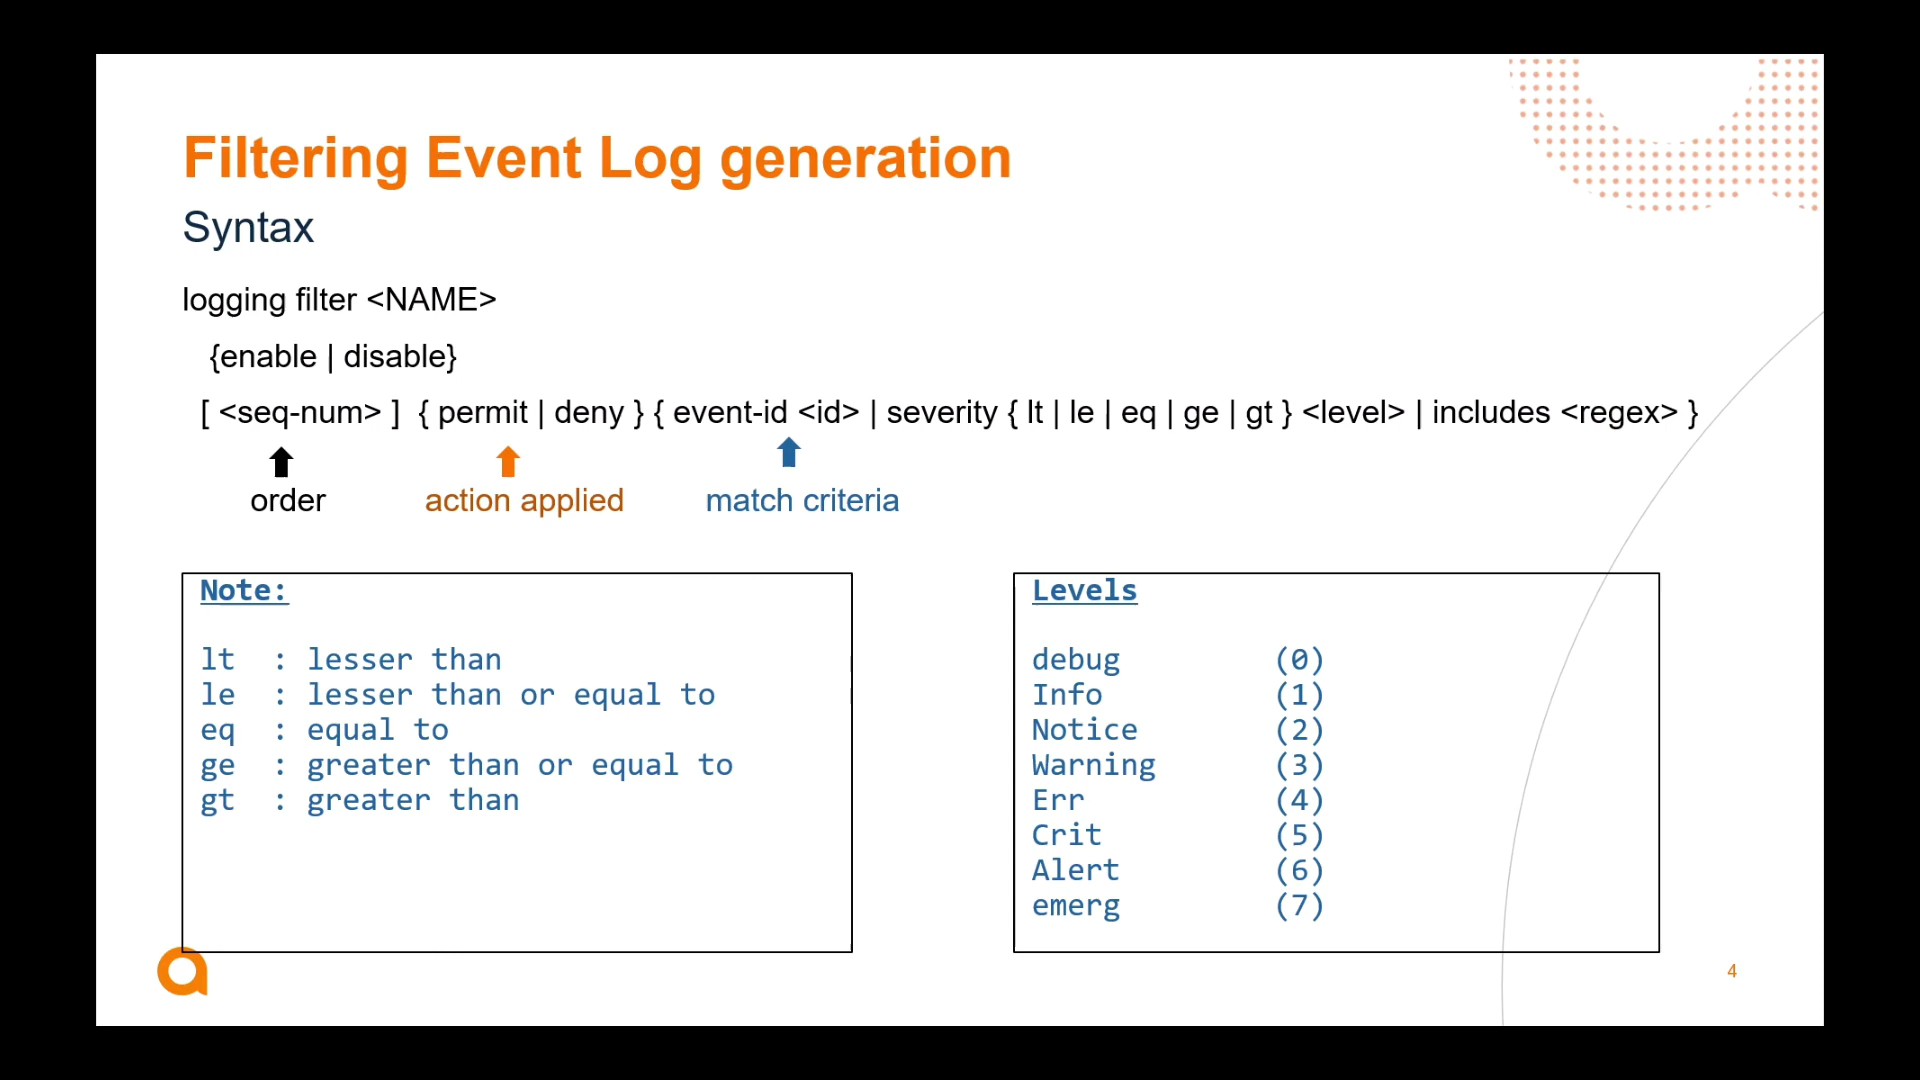 Filtering Event Log generation
Syntax
logging filter <NAME>
{enable | disable}
[ <seq-num> ] { permit | deny } { event-id <id> | severity { lt | le | eq | ge | gt } <level> | includes <regex> }
order action applied match criteria
Note:
lt : lesser than
le : lesser than or equal to
eq : equal to
ge : greater than or equal to
gt : greater than
Levels
debug (0)
Info (1)
Notice (2)
Warning (3)
Err (4)
Crit (5)
Alert (6)
emerg (7)
4